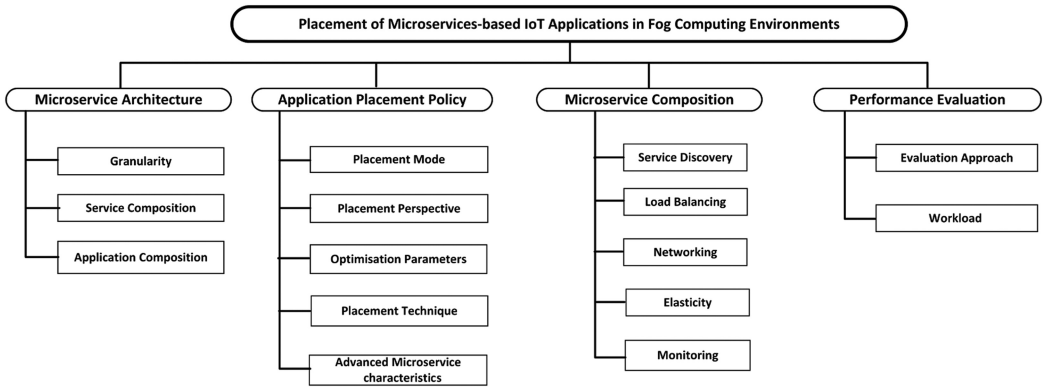 Placement of Microservices-based IoT Applications in Fog Computing Environments
Microservice Architecture
Granularity
Service Composition
Application Composition
Application Placement Policy
Placement Mode
Placement Perspective
Optimisation Parameters
Placement Technique
Advanced Microservice
characteristics
Microservice Composition
Service Discovery
Load Balancing
Networking
Elasticity
Monitoring
Performance Evaluation
Evaluation Approach
Workload